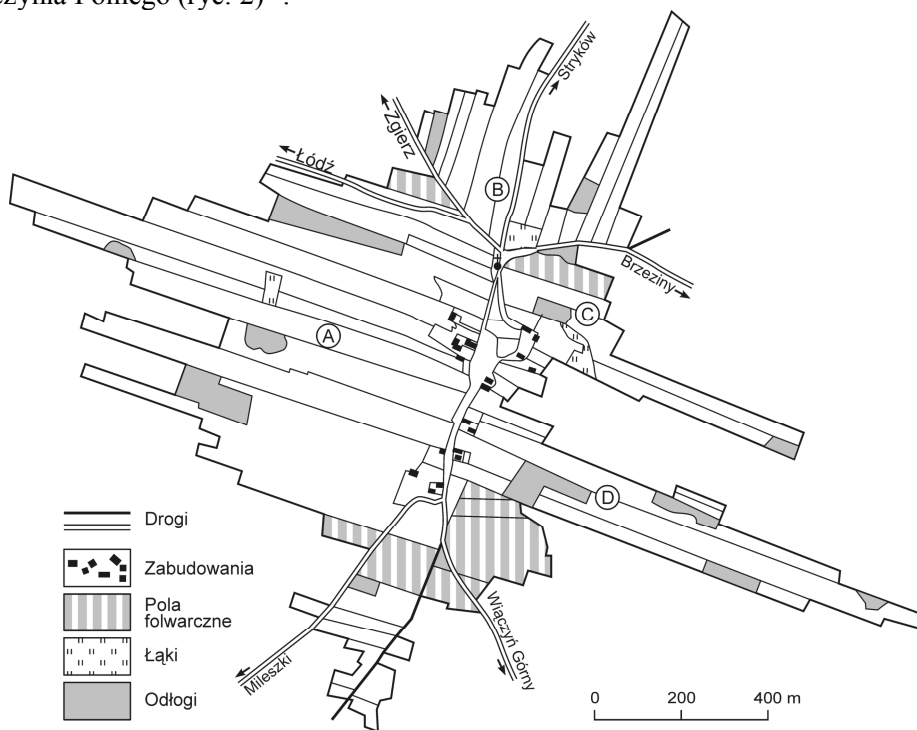 Stryków
Zgierz
Łódź
B
Brzeziny
C
A
D
Drogi
Zabudowania
Pola
folwarczne
Łąki
Odłogi
Mileszki
Wiączyń Górny
0 200 400 m